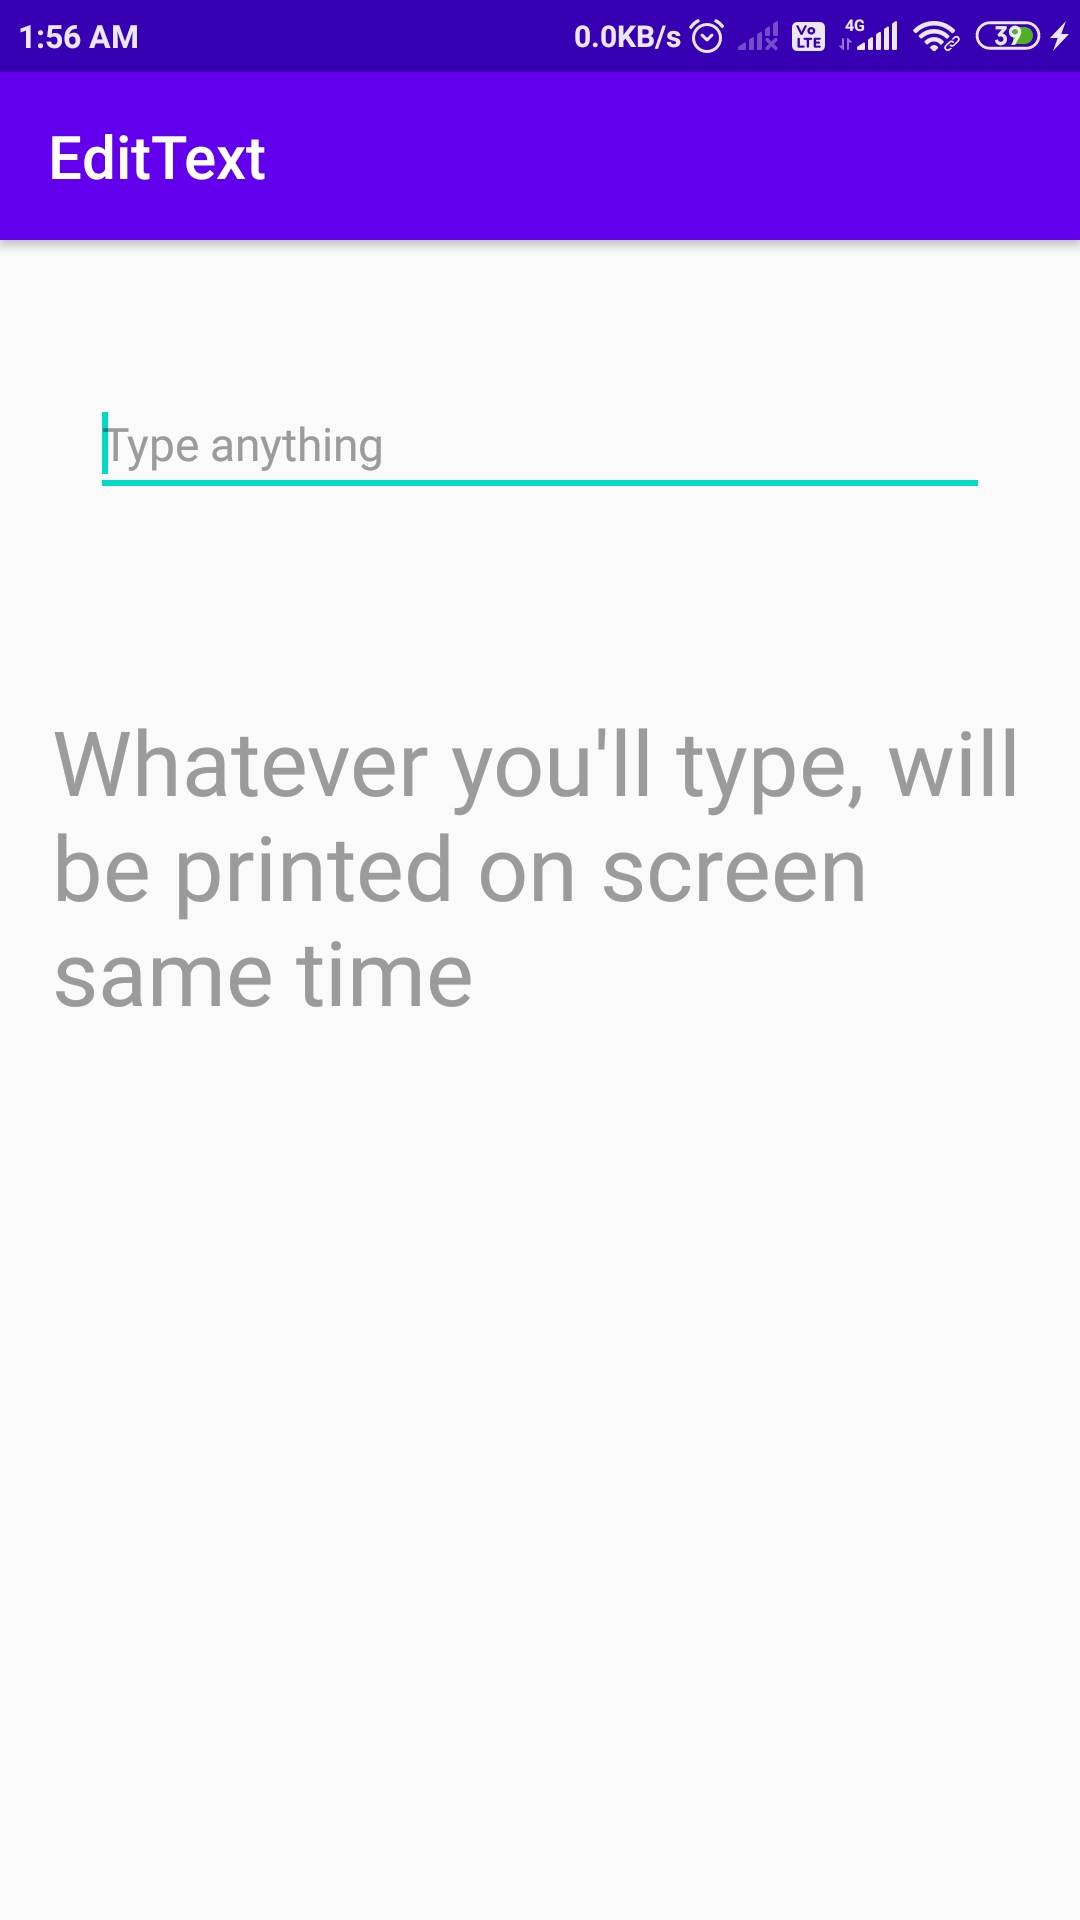 1:56 AM 0.0KB/s Vo LTE 4G 39
EditText
Type anything
Whatever you'll type, will
be printed on screen
same time